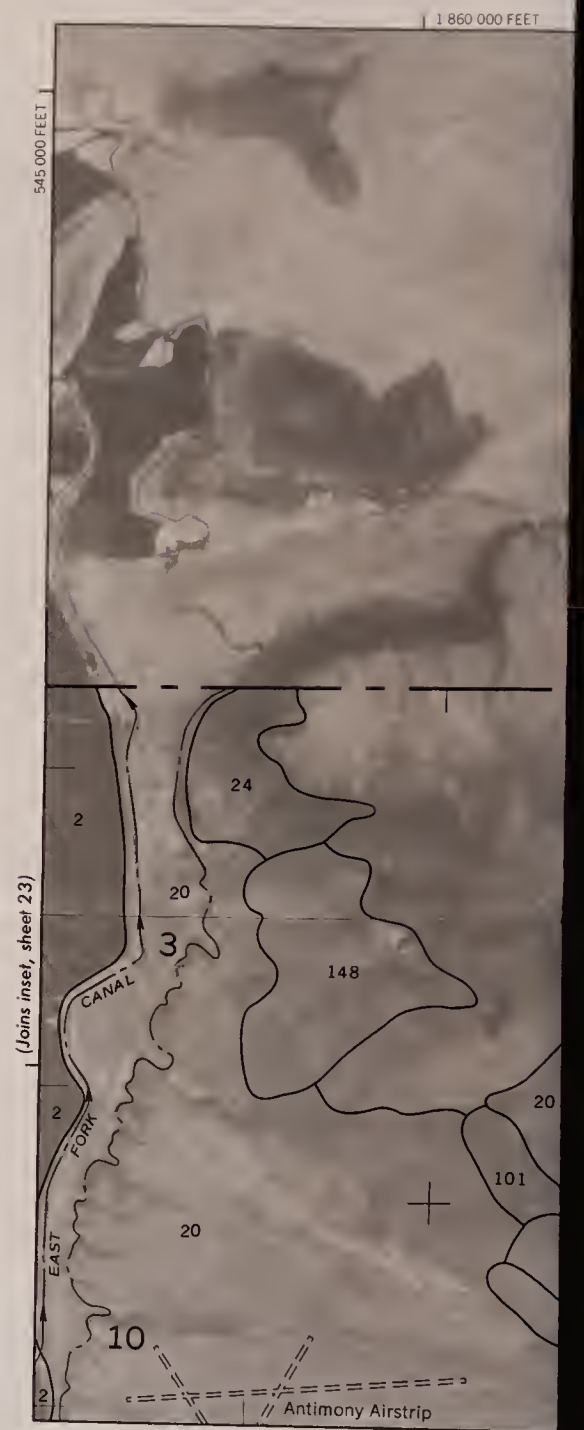 1 860 000 FEET
545 000 FEET
24
2
20
(Joins inset, sheet 23)
3
148
CANAL
2
20
FORK
101
20
EAST
10
2
Antimony Airstrip